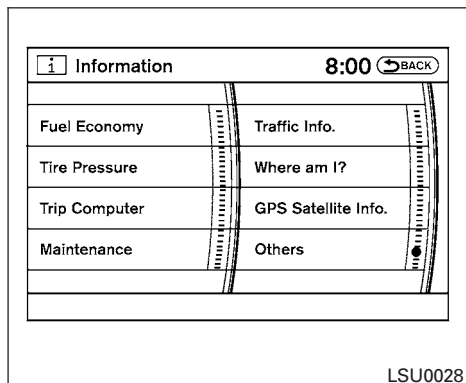 i Information 8:00 BACK
Fuel Economy Traffic Info.
Tire Pressure Where am I?
Trip Computer GPS Satellite Info.
Maintenance Others
LSU0028